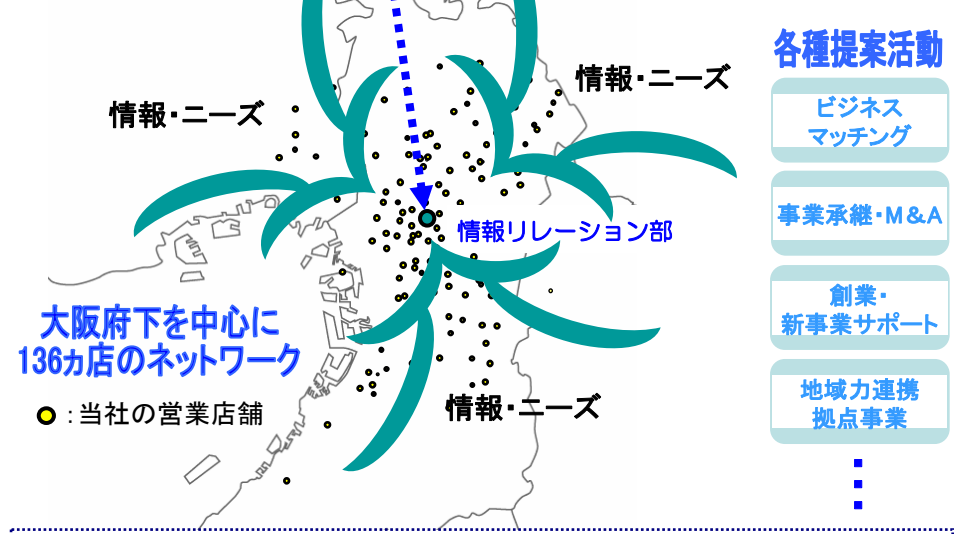 各種提案活動
情報・ニーズ
情報・ニーズ
ビジネス
マッチング
事業承継・M＆A
情報リレーション部
創業・
新事業サポート
大阪府下を中心に
136ヵ店のネットワーク
地域力連携
拠点事業
情報・ニーズ
：当社の営業店舗